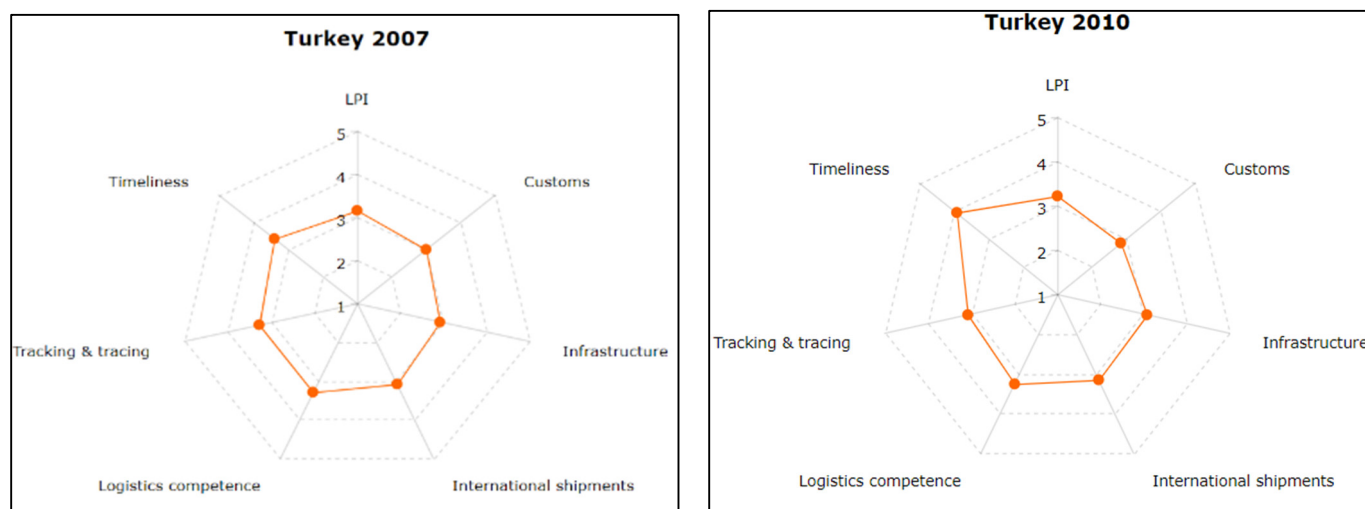 Turkey 2007
LPI
5
4
3
2
1
Timeliness
Customs
Tracking & tracing
Infrastructure
Logistics competence
International shipments
Turkey 2010
LPI
5
4
3
2
1
Timeliness
Customs
Tracking & tracing
Infrastructure
Logistics competence
International shipments